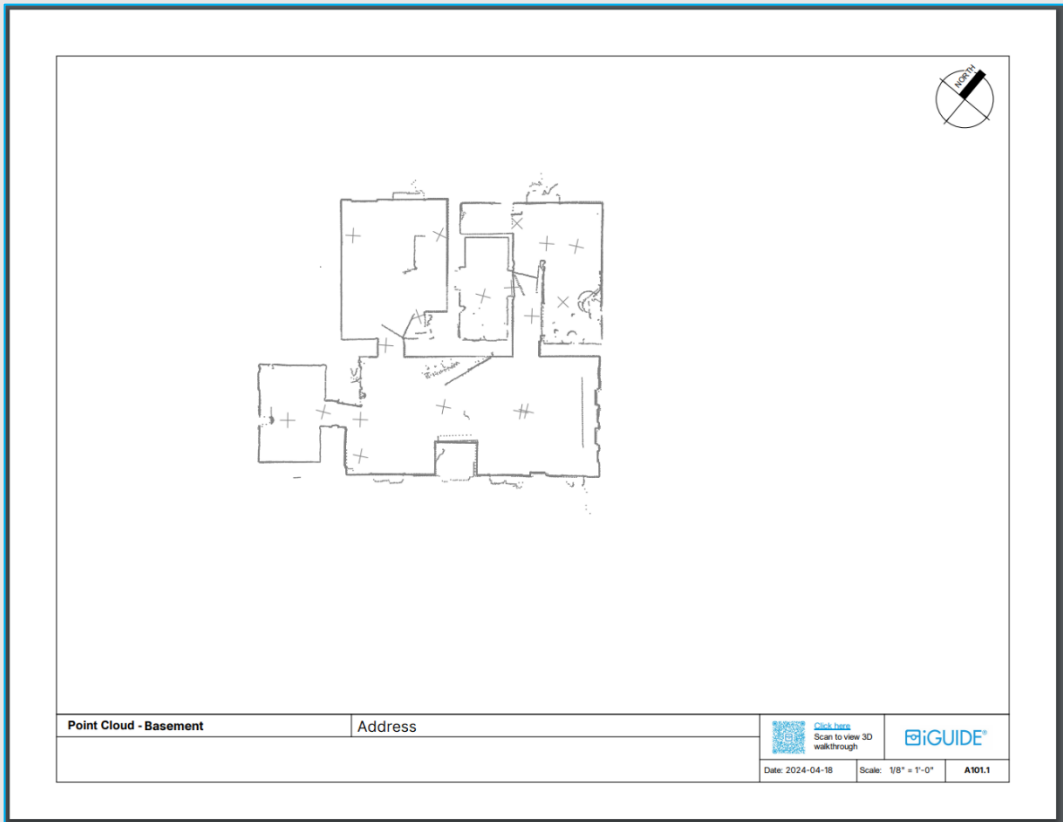 NORTH
Point Cloud - Basement
Address
Click here
Scan to view 3D
walkthrough
iGUIDE®
Date: 2024-04-18
Scale: 1/8" = 1'-0"
A101.1